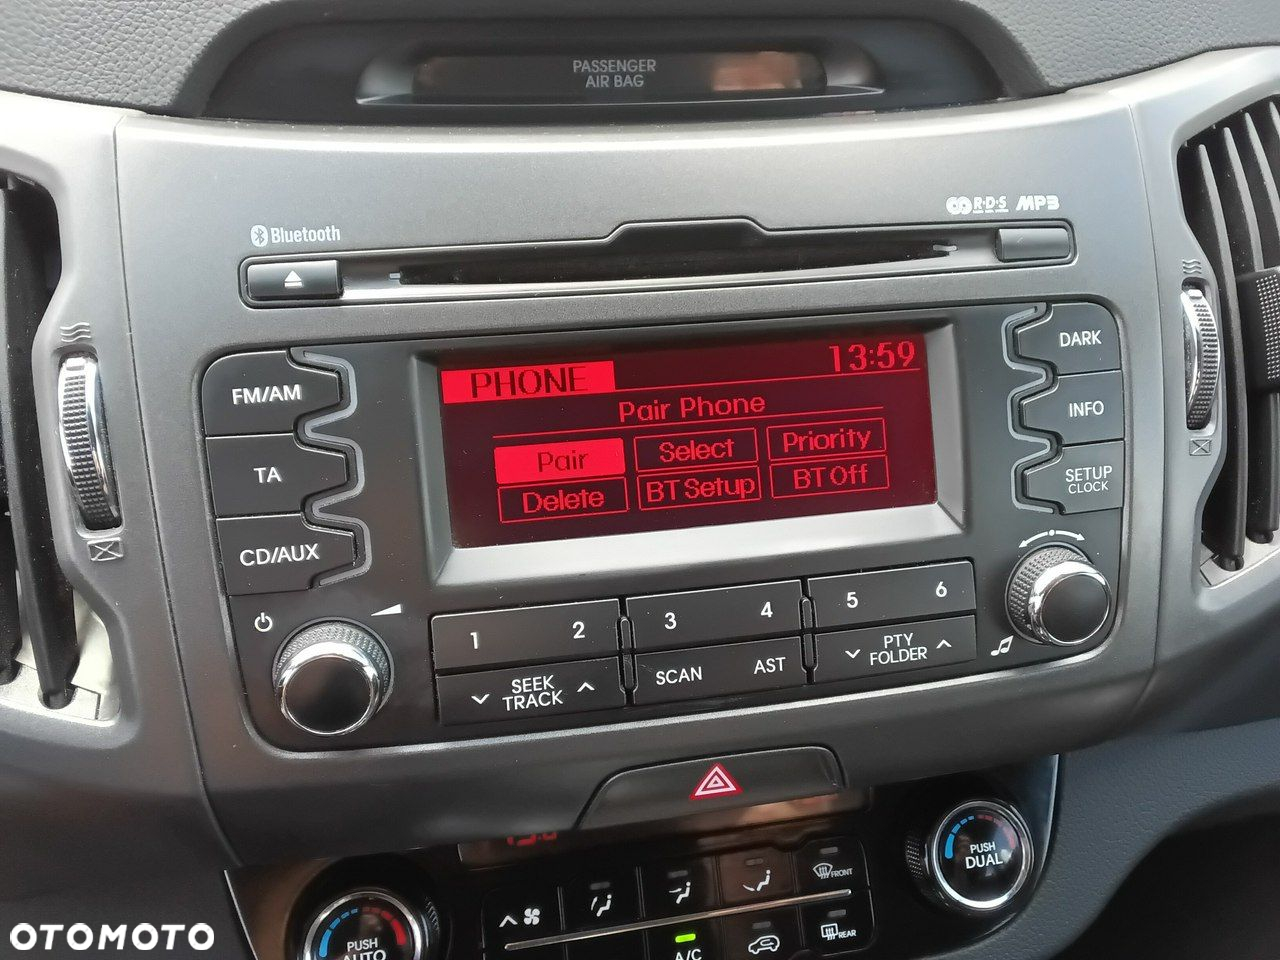 PASSENGER
AIR BAG
Bluetooth
R·D·S MP3
FM/AM
TA
CD/AUX
PHONE 13:59
Pair Phone
Pair Select Priority
Delete BT Setup BT Off
DARK
INFO
SETUP
CLOCK
1 2 3 4 5 6
SEEK
TRACK
SCAN AST
PTY
FOLDER
PUSH
DUAL
FRONT
PUSH
AUTO
A/C
REAR
OTOMOTO